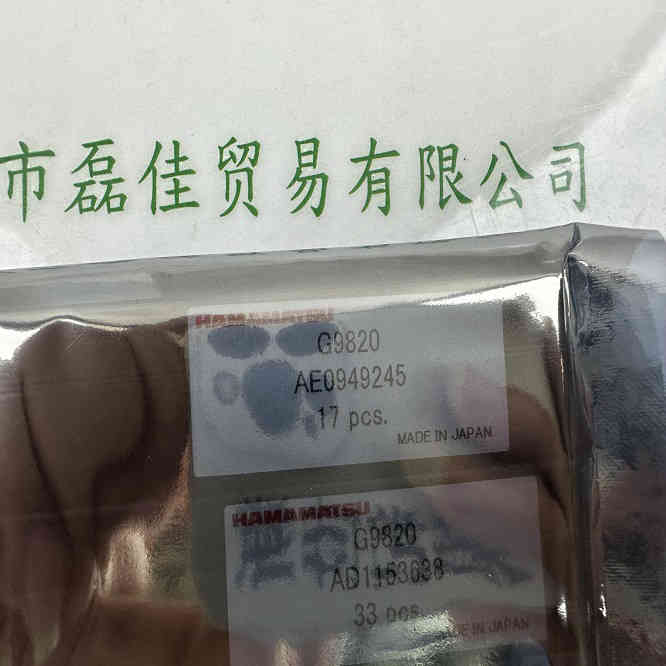 市磊佳贸易有限公司
HAMAMATSU
G9820
AE0949245
17 pcs.
MADE IN JAPAN
HAMAMATSU
G9820
AD1153638
33 pcs.
E IN JAPAN